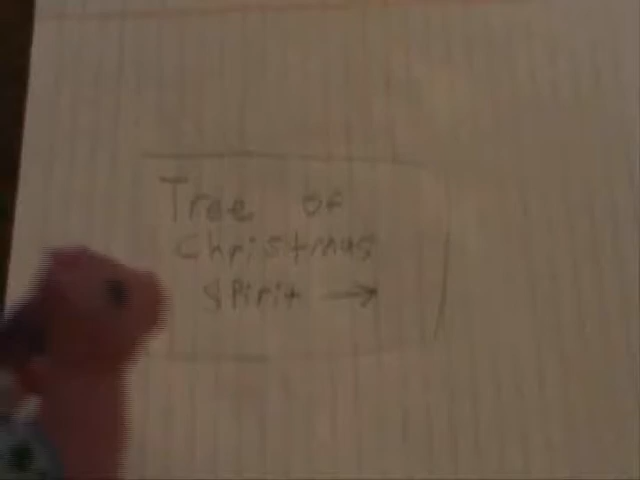 Tree of
Christmas
Spirit →